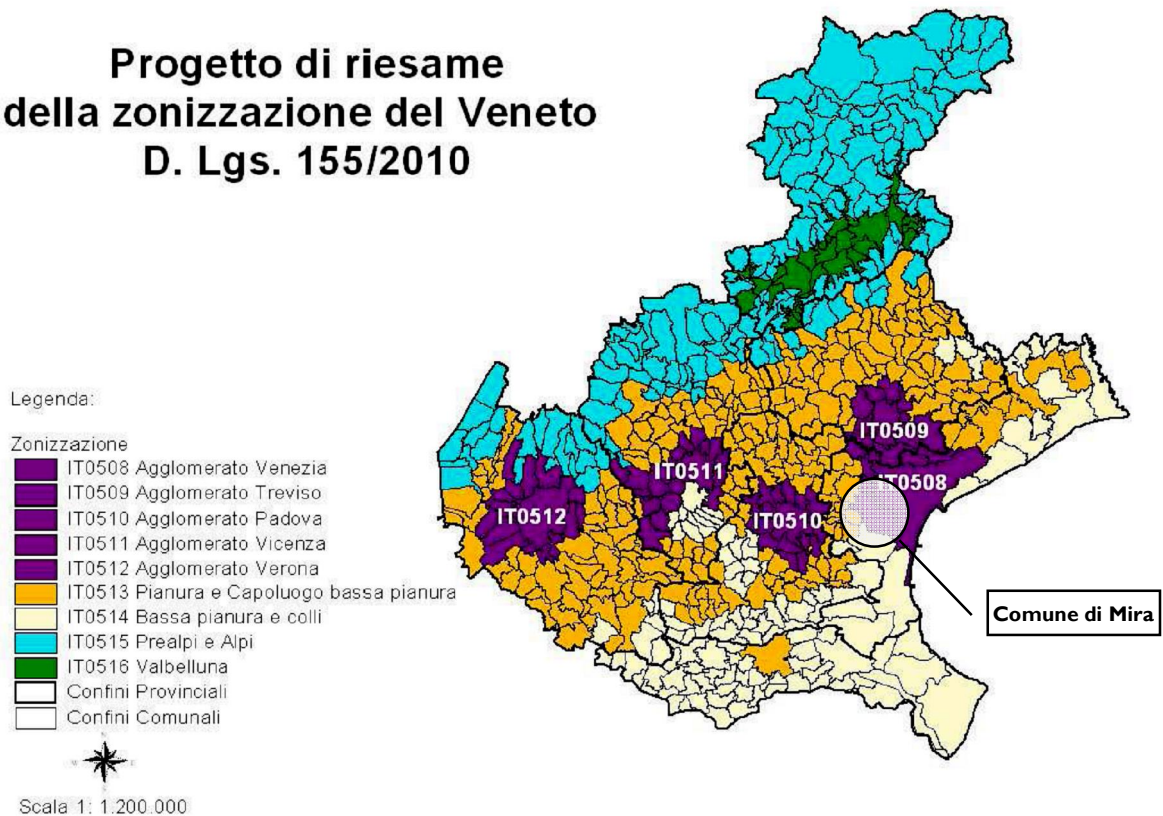 Progetto di riesame
della zonizzazione del Veneto
D. Lgs. 155/2010
Legenda:
Zonizzazione
IT0508 Agglomerato Venezia
IT0509 Agglomerato Treviso
IT0510 Agglomerato Padova
IT0511 Agglomerato Vicenza
IT0512 Agglomerato Verona
IT0513 Pianura e Capoluogo bassa pianura
IT0514 Bassa pianura e colli
IT0515 Prealpi e Alpi
IT0516 Valbelluna
Confini Provinciali
Confini Comunali
Scala 1: 1.200.000
IT0509
IT0511
IT0508
IT0512
IT0510
Comune di Mira